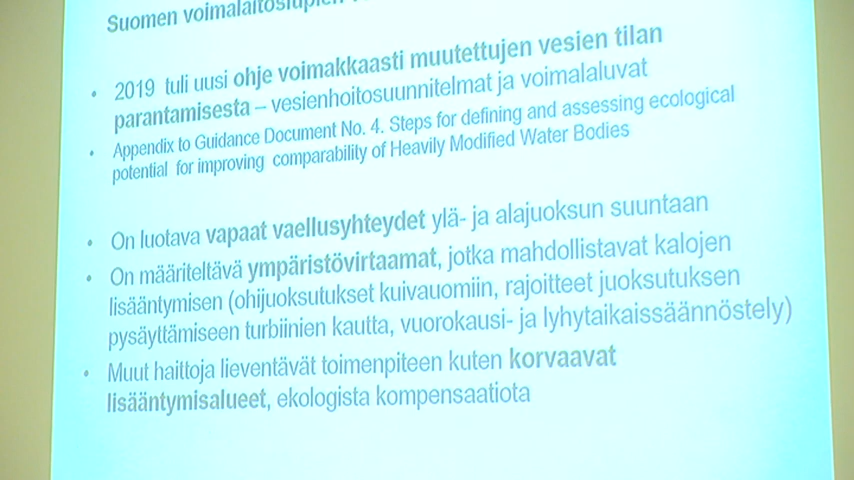 Suomen voimalaitoslupien
• 2019 tuli uusi ohje voimakkaasti muutettujen vesien tilan
parantamisesta – vesienhoitosuunnitelmat ja voimalaluvat
• Appendix to Guidance Document No. 4. Steps for defining and assessing ecological
potential for improving comparability of Heavily Modified Water Bodies
• On luotava vapaat vaellusyhteydet ylä- ja alajuoksun suuntaan
• On määriteltävä ympäristövirtaamat, jotka mahdollistavat kalojen
lisääntymisen (ohijuoksutukset kuivauomiin, rajoitteet juoksutuksen
pysäyttämiseen turbiinien kautta, vuorokausi- ja lyhytaikaissäännöstely)
• Muut haittoja lieventävät toimenpiteen kuten korvaavat
lisääntymisalueet, ekologista kompensaatiota